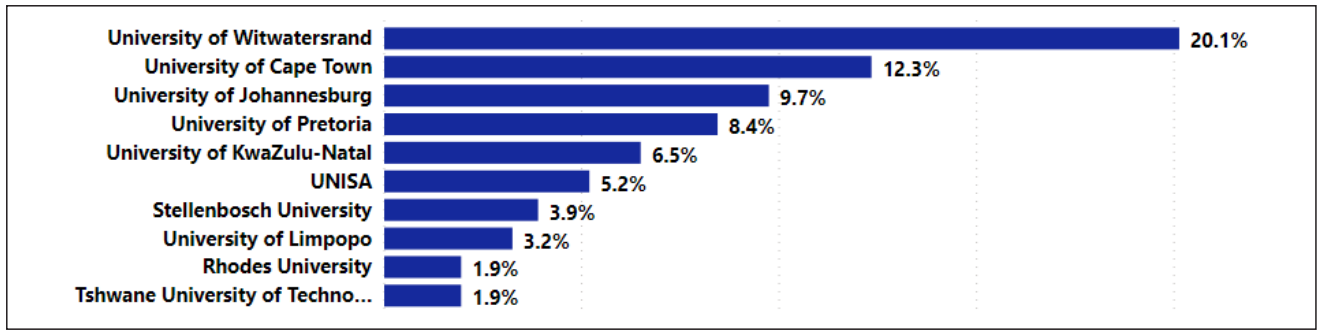 University of Witwatersrand 20.1%
University of Cape Town 12.3%
University of Johannesburg 9.7%
University of Pretoria 8.4%
University of KwaZulu-Natal 6.5%
UNISA 5.2%
Stellenbosch University 3.9%
University of Limpopo 3.2%
Rhodes University 1.9%
Tshwane University of Techno... 1.9%